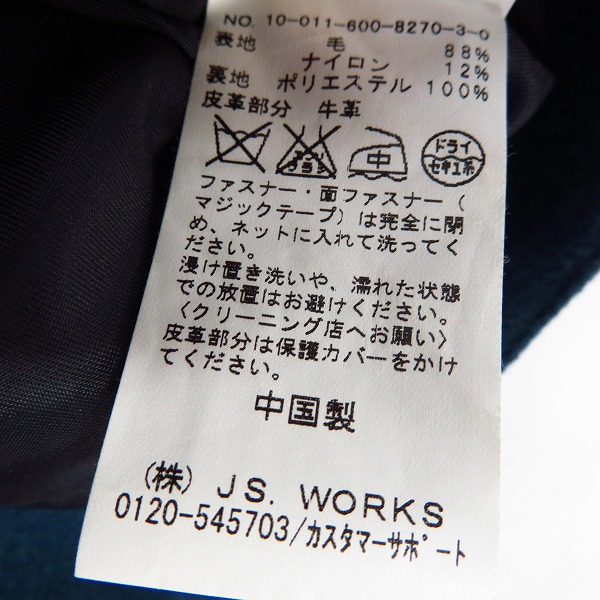 NO. 10-011-600-8270-3-0
表地 毛 88%
ナイロン 12%
裏地 ポリエステル 100%
皮革部分 牛革
中 ドライ
セキユ系
ファスナー・面ファスナー(
マジックテープ)は完全に閉
め、ネットに入れて洗ってく
ださい。
浸け置き洗いや、濡れた状態
での放置はお避けください。
〈クリーニング店へお願い〉
皮革部分は保護カバーをかけ
てください。
中国製
(株) J.S. WORKS
0120-545703/カスタマーサポート